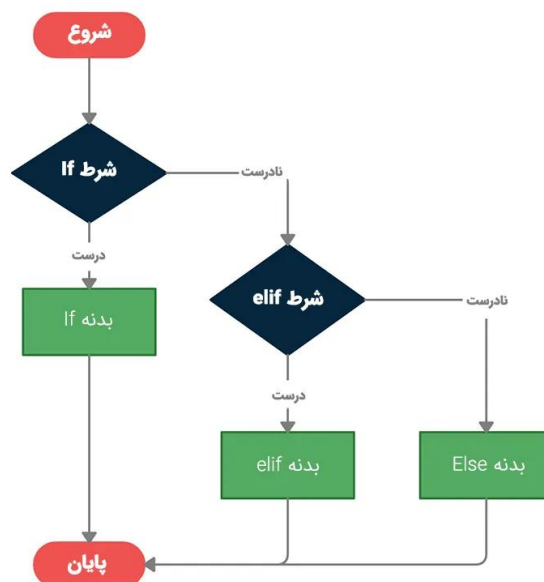 شروع
شرط If
نادرست
درست
شرط elif
نادرست
بدنه If
درست
بدنه elif
بدنه Else
پایان